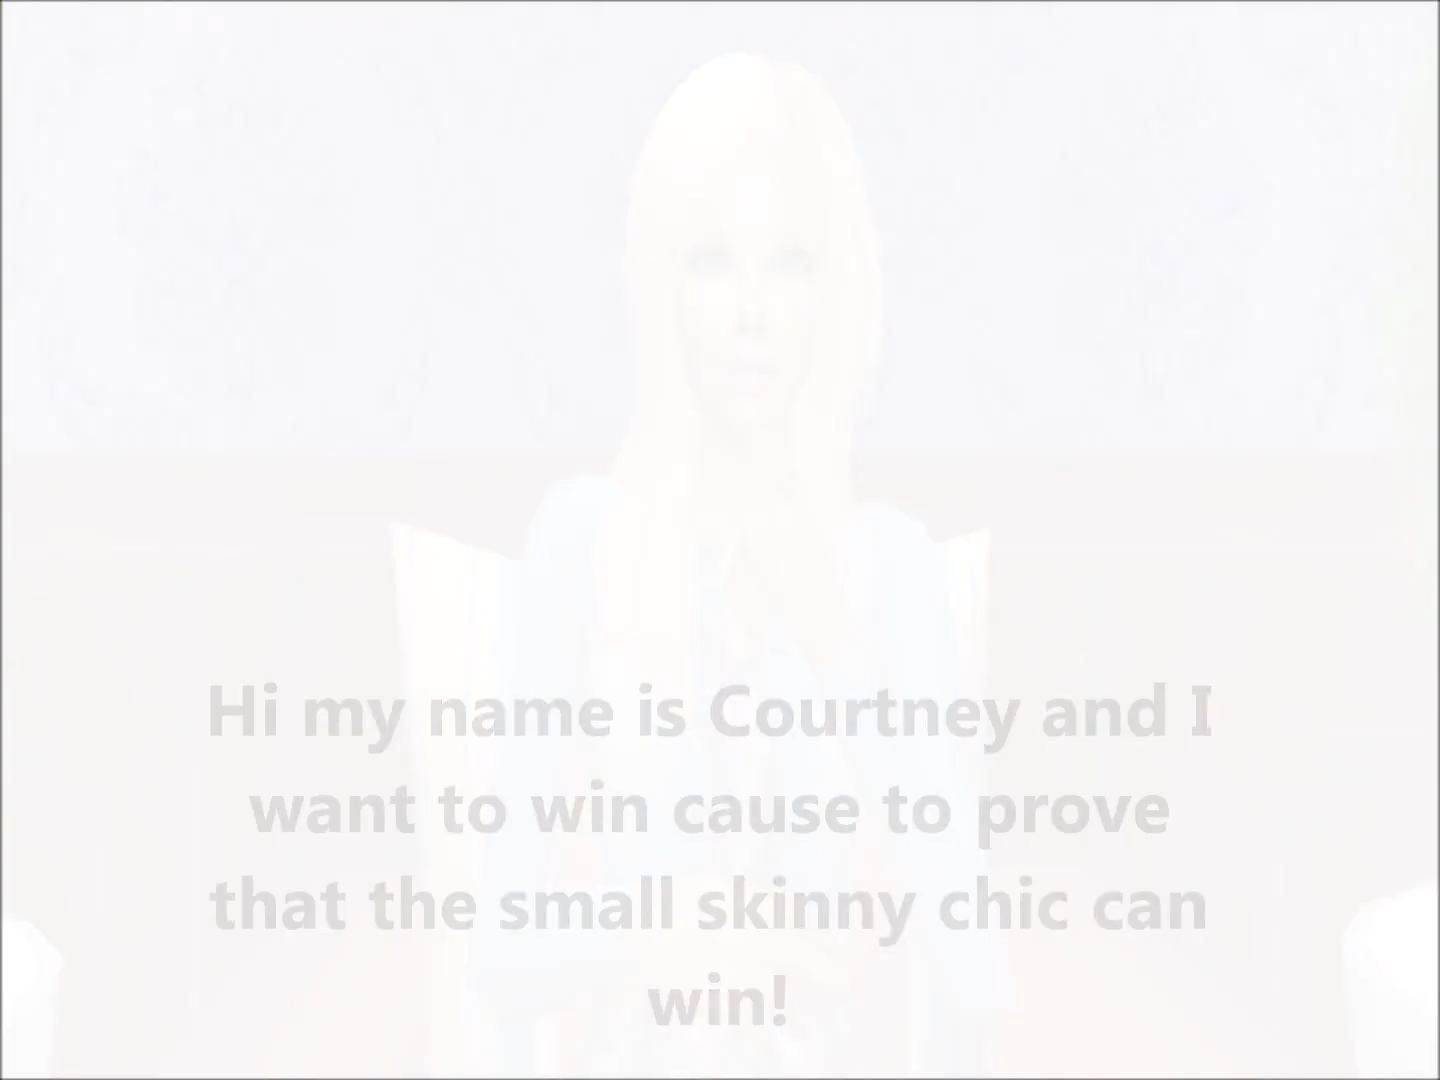 Hi my name is Courtney and I
want to win cause to prove
that the small skinny chic can
win!